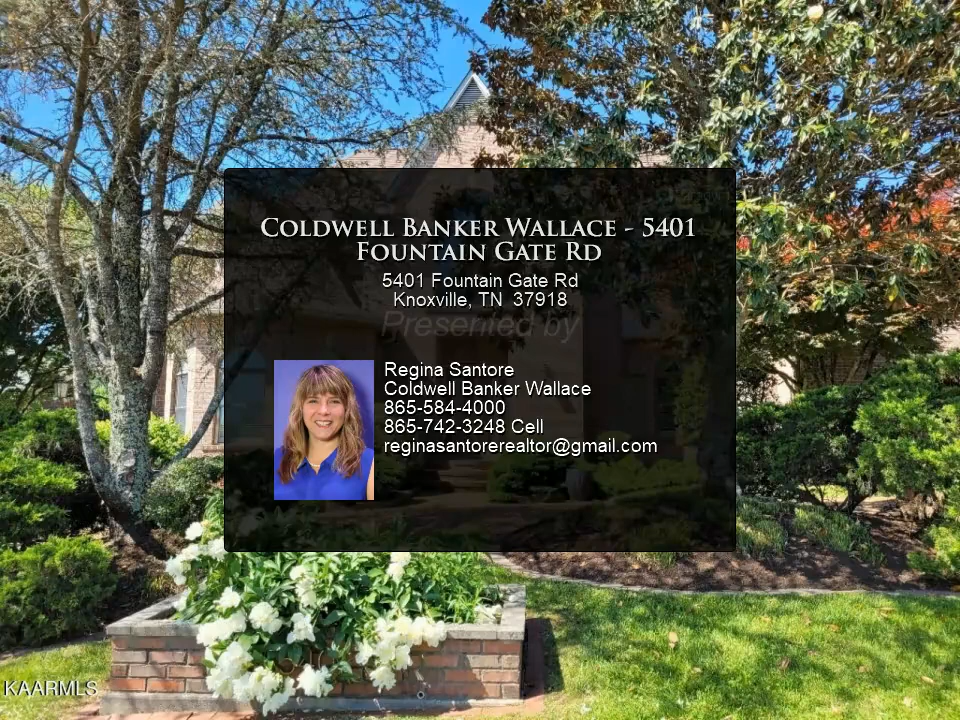 Coldwell Banker Wallace - 5401
Fountain Gate Rd
5401 Fountain Gate Rd
Knoxville, TN 37918
Presented by
Regina Santore
Coldwell Banker Wallace
865-584-4000
865-742-3248 Cell
reginasantorerealtor@gmail.com
KAARMLS